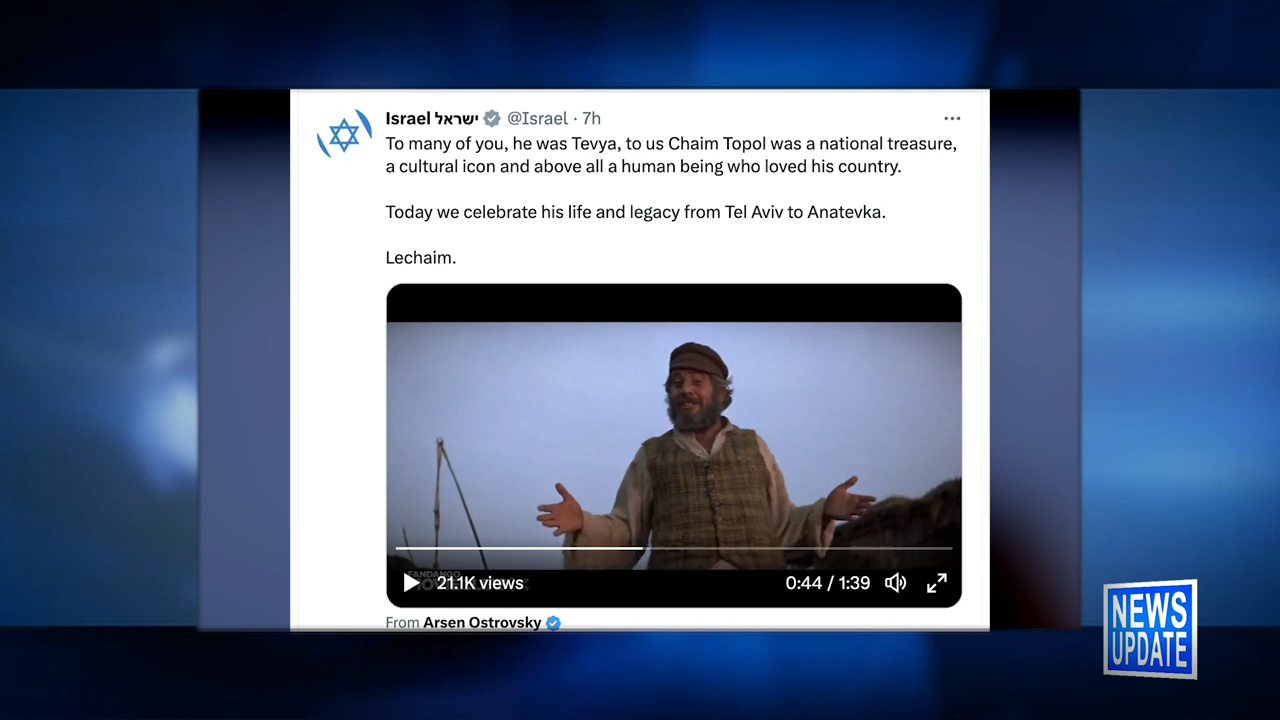 Israel ישראל @Israel · 7h
To many of you, he was Tevya, to us Chaim Topol was a national treasure,
a cultural icon and above all a human being who loved his country.
Today we celebrate his life and legacy from Tel Aviv to Anatevka.
Lechaim.
FANDANGO
21.1K views
0:44 / 1:39
From Arsen Ostrovsky
NEWS
UPDATE